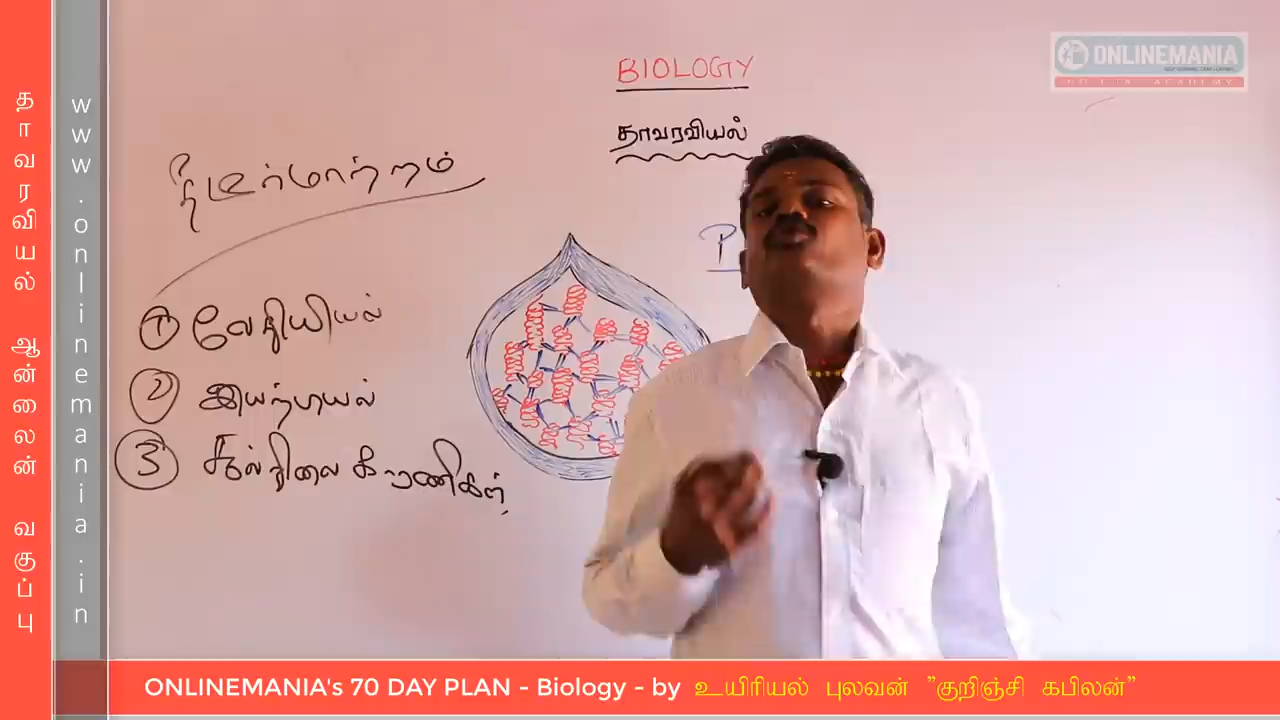 BIOLOGY
தாவரவியல்
திடீர்மாற்றம்
① வேதியியல்
② இயற்பியல்
③ சூல்நிலை காரணிகள்
P
ONLINEMANIA
தாவரவியல் ஆன்லைன் வகுப்பு
www.onlinemania.in
ONLINEMANIA's 70 DAY PLAN - Biology - by உயிரியல் புலவன் "குறிஞ்சி கபிலன்"